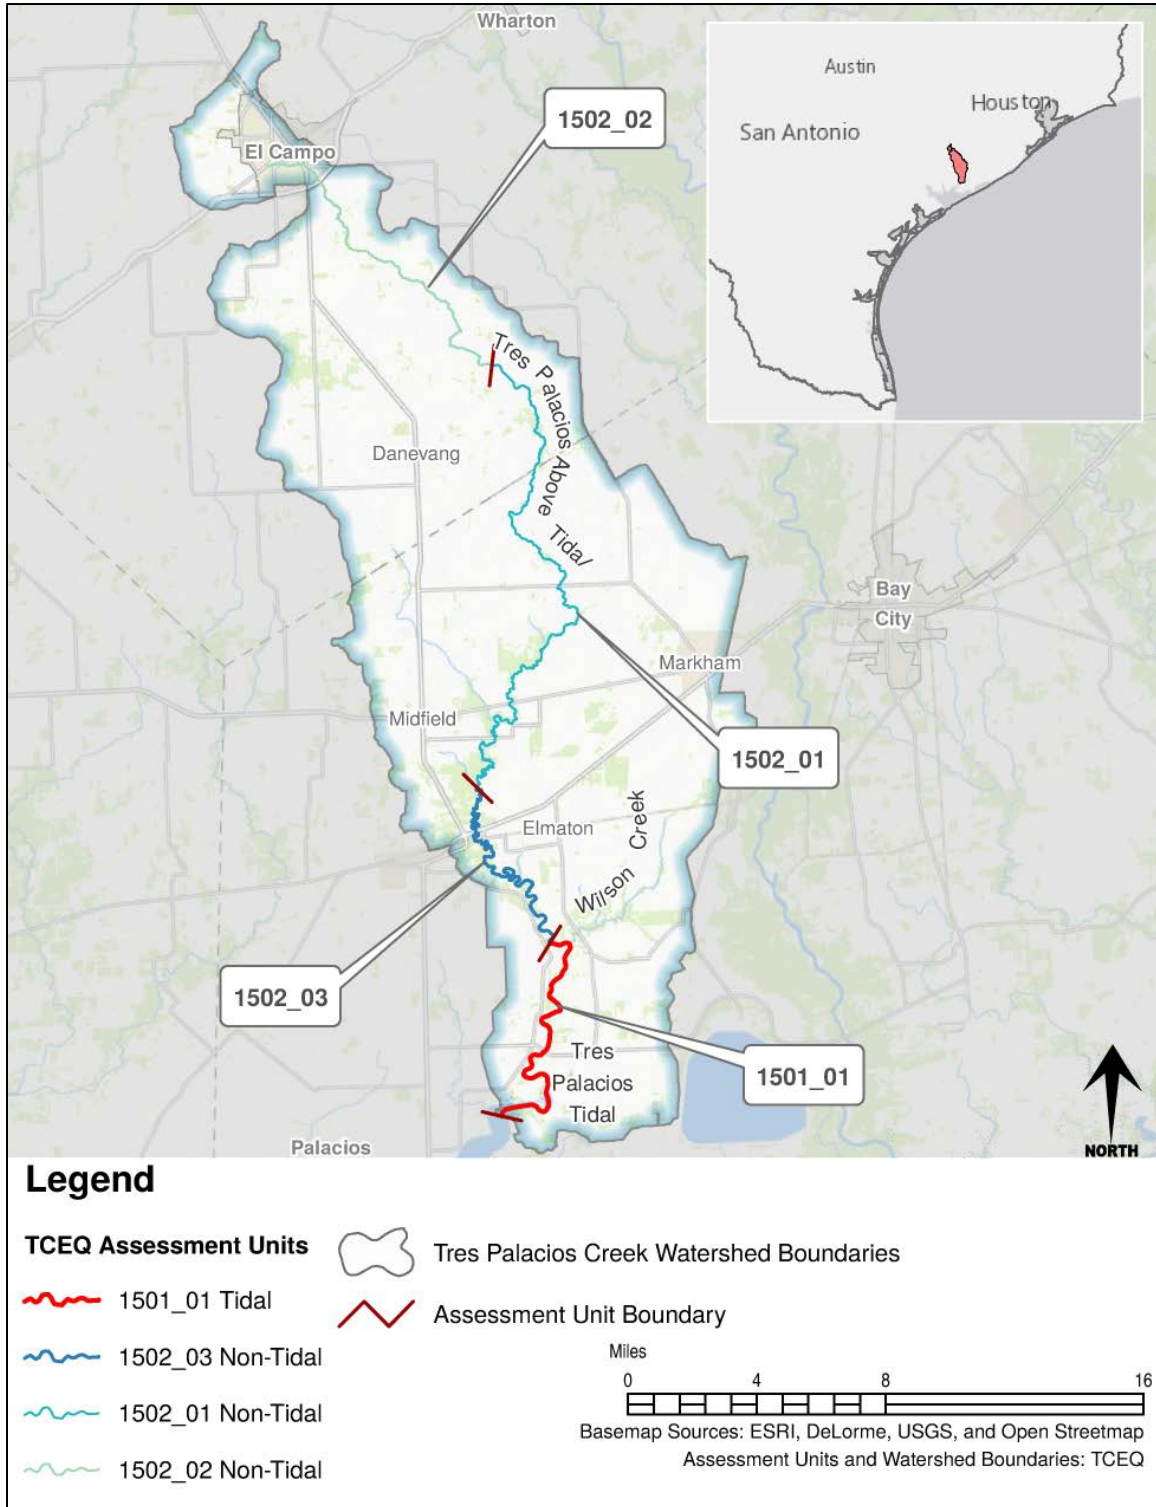 Wharton
El Campo
1502_02
Austin
Houston
San Antonio
Tres Palacios Above Tidal
Danevang
Bay
City
Markham
Midfield
1502_01
Elmaton
Wilson Creek
1502_03
Tres
Palacios
Tidal
1501_01
Palacios
NORTH
Legend
TCEQ Assessment Units
1501_01 Tidal
1502_03 Non-Tidal
1502_01 Non-Tidal
1502_02 Non-Tidal
Tres Palacios Creek Watershed Boundaries
Assessment Unit Boundary
Miles
0 4 8 16
Basemap Sources: ESRI, DeLorme, USGS, and Open Streetmap
Assessment Units and Watershed Boundaries: TCEQ